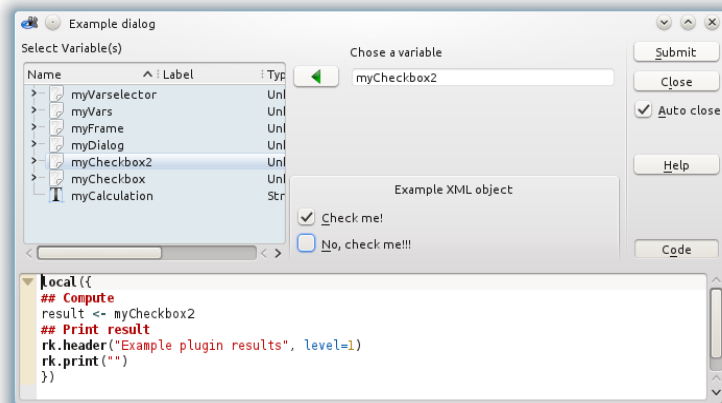 Example dialog
Select Variable(s)
Name Label Typ
myVarselector Unl
myVars Unl
myFrame Unl
myDialog Unl
myCheckbox2 Unl
myCheckbox Unl
myCalculation Str
Chose a variable
myCheckbox2
Example XML object
Check me!
No, check me!!!
Submit
Close
Auto close
Help
Code
local({
## Compute
result <- myCheckbox2
## Print result
rk.header("Example plugin results", level=1)
rk.print("")
})